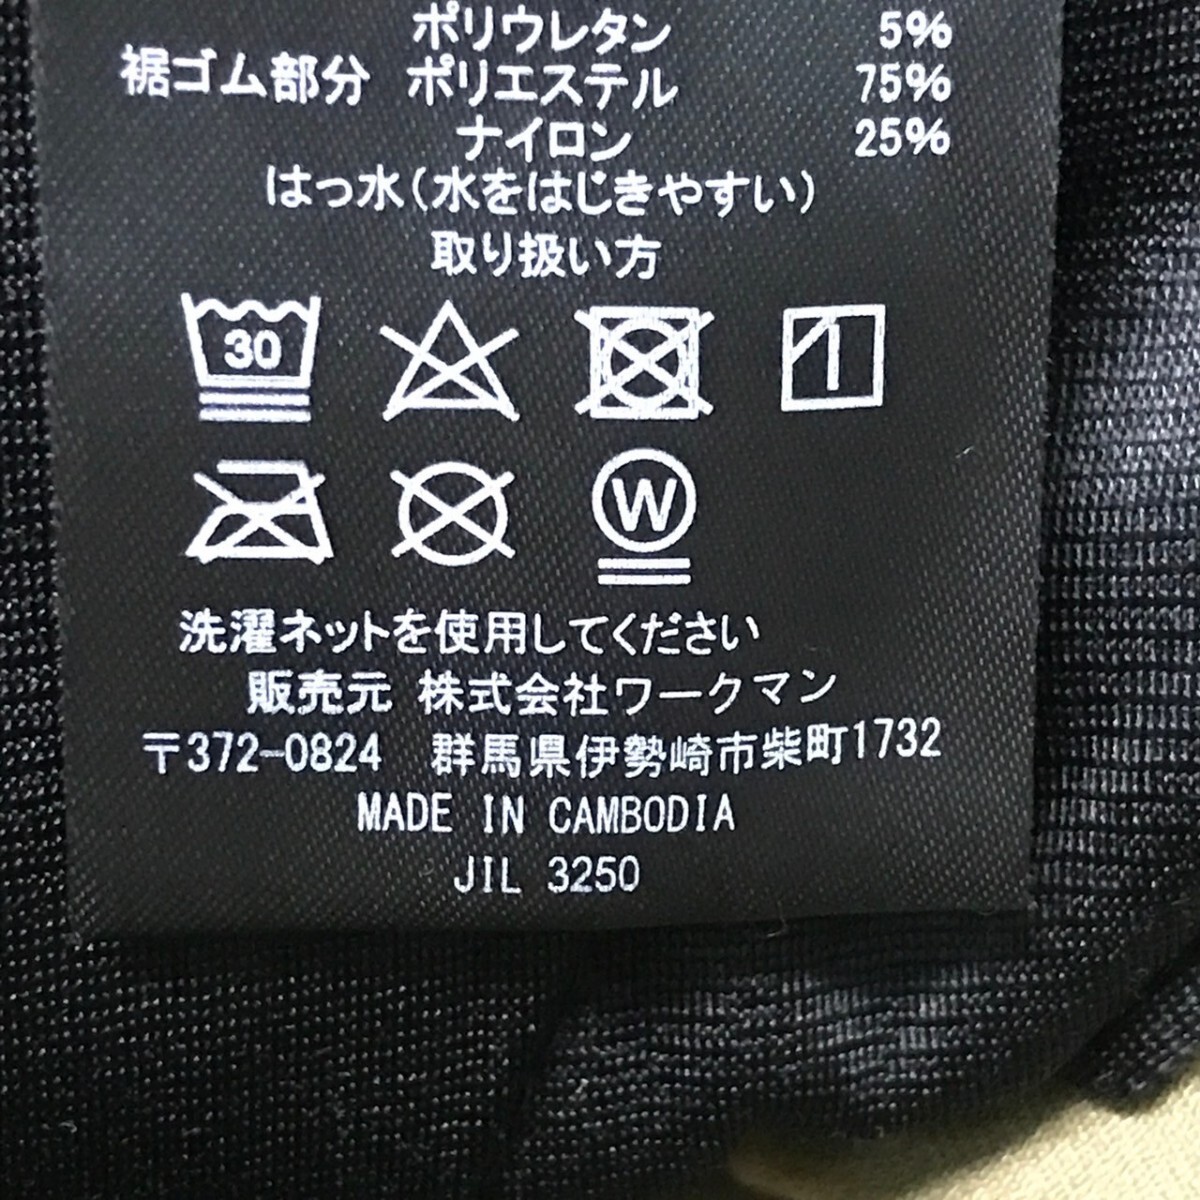 ポリウレタン 5%
裾ゴム部分 ポリエステル 75%
ナイロン 25%
はっ水(水をはじきやすい)
取り扱い方
30
W
洗濯ネットを使用してください
販売元 株式会社ワークマン
〒372-0824 群馬県伊勢崎市柴町1732
MADE IN CAMBODIA
JIL 3250